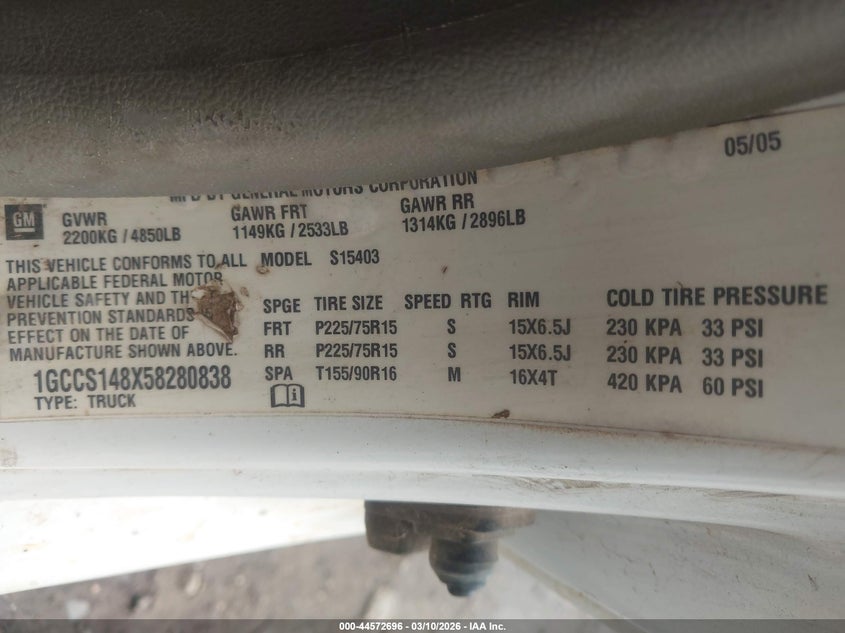 05/05
MFD BY GENERAL MOTORS CORPORATION
GM
GVWR GAWR FRT GAWR RR
2200KG / 4850LB 1149KG / 2533LB 1314KG / 2896LB
THIS VEHICLE CONFORMS TO ALL MODEL S15403
APPLICABLE FEDERAL MOTOR
VEHICLE SAFETY AND
PREVENTION STANDARDS
EFFECT ON THE DATE OF
MANUFACTURE SHOWN ABOVE.
1GCCS148X58280838
TYPE: TRUCK
SPGE TIRE SIZE SPEED RTG RIM COLD TIRE PRESSURE
FRT P225/75R15 S 15X6.5J 230 KPA 33 PSI
RR P225/75R15 S 15X6.5J 230 KPA 33 PSI
SPA T155/90R16 M 16X4T 420 KPA 60 PSI
000-44572696 — 03/10/2026 — IAA Inc.